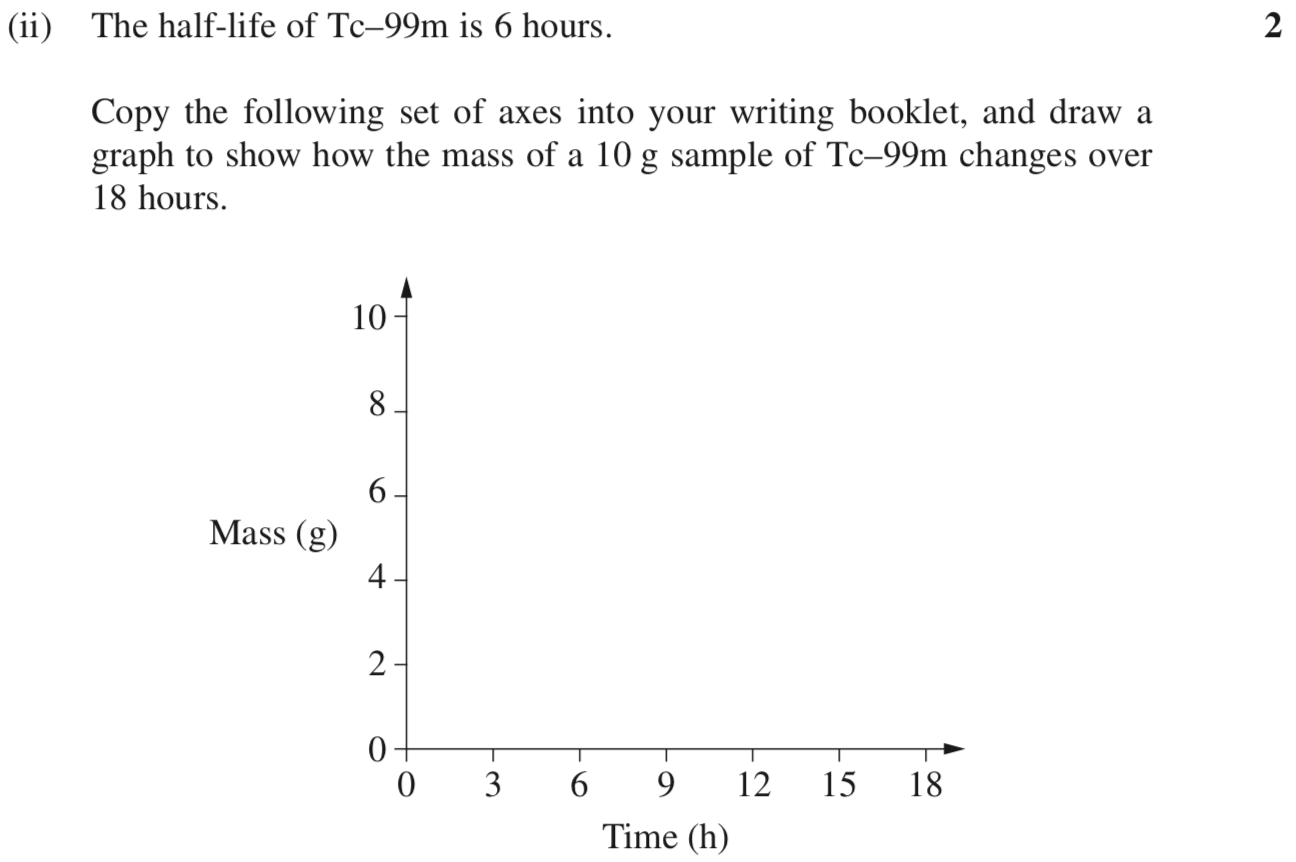 (ii) The half-life of Tc–99m is 6 hours. 2
Copy the following set of axes into your writing booklet, and draw a
graph to show how the mass of a 10 g sample of Tc–99m changes over
18 hours.
10
8
6
Mass (g)
4
2
0
0 3 6 9 12 15 18
Time (h)